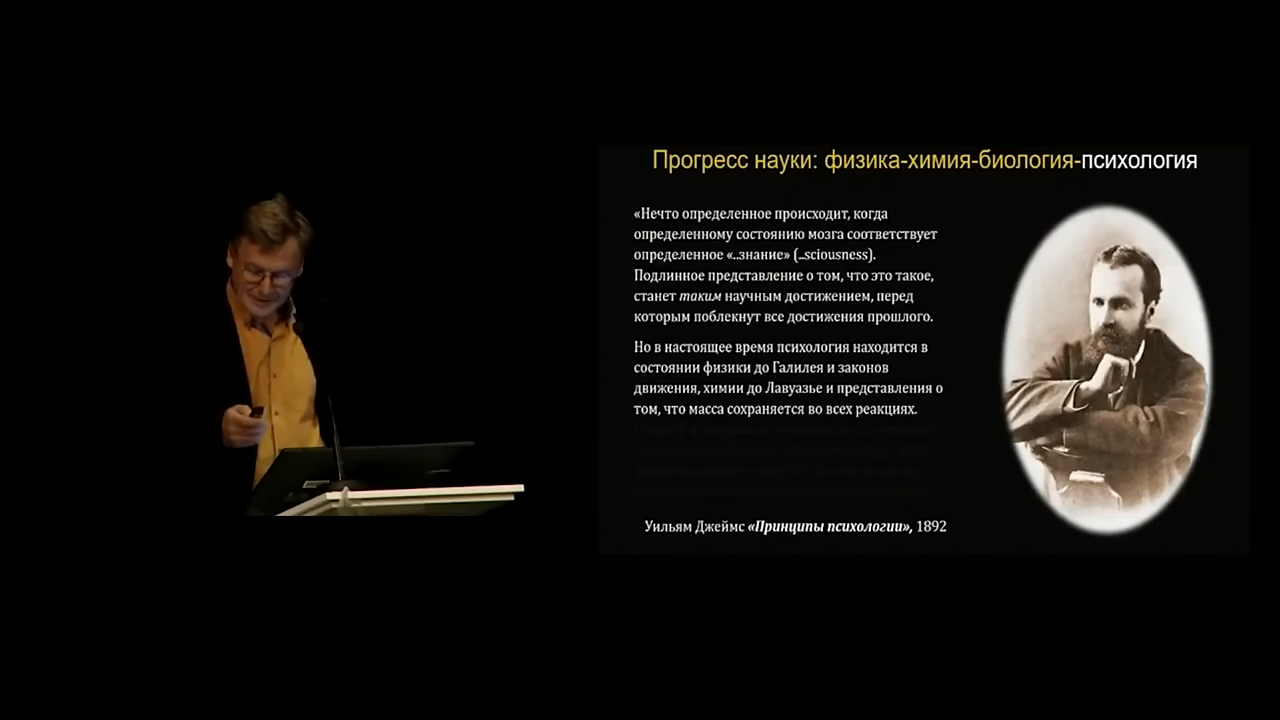 Прогресс науки: физика-химия-биология-психология
«Нечто определенное происходит, когда
определенному состоянию мозга соответствует
определенное «..знание» (..sciousness).
Подлинное представление о том, что это такое,
станет таким научным достижением, перед
которым поблекнут все достижения прошлого.
Но в настоящее время психология находится в
состоянии физики до Галилея и законов
движения, химии до Лавуазье и представления о
том, что масса сохраняется во всех реакциях.
Уильям Джеймс «Принципы психологии», 1892